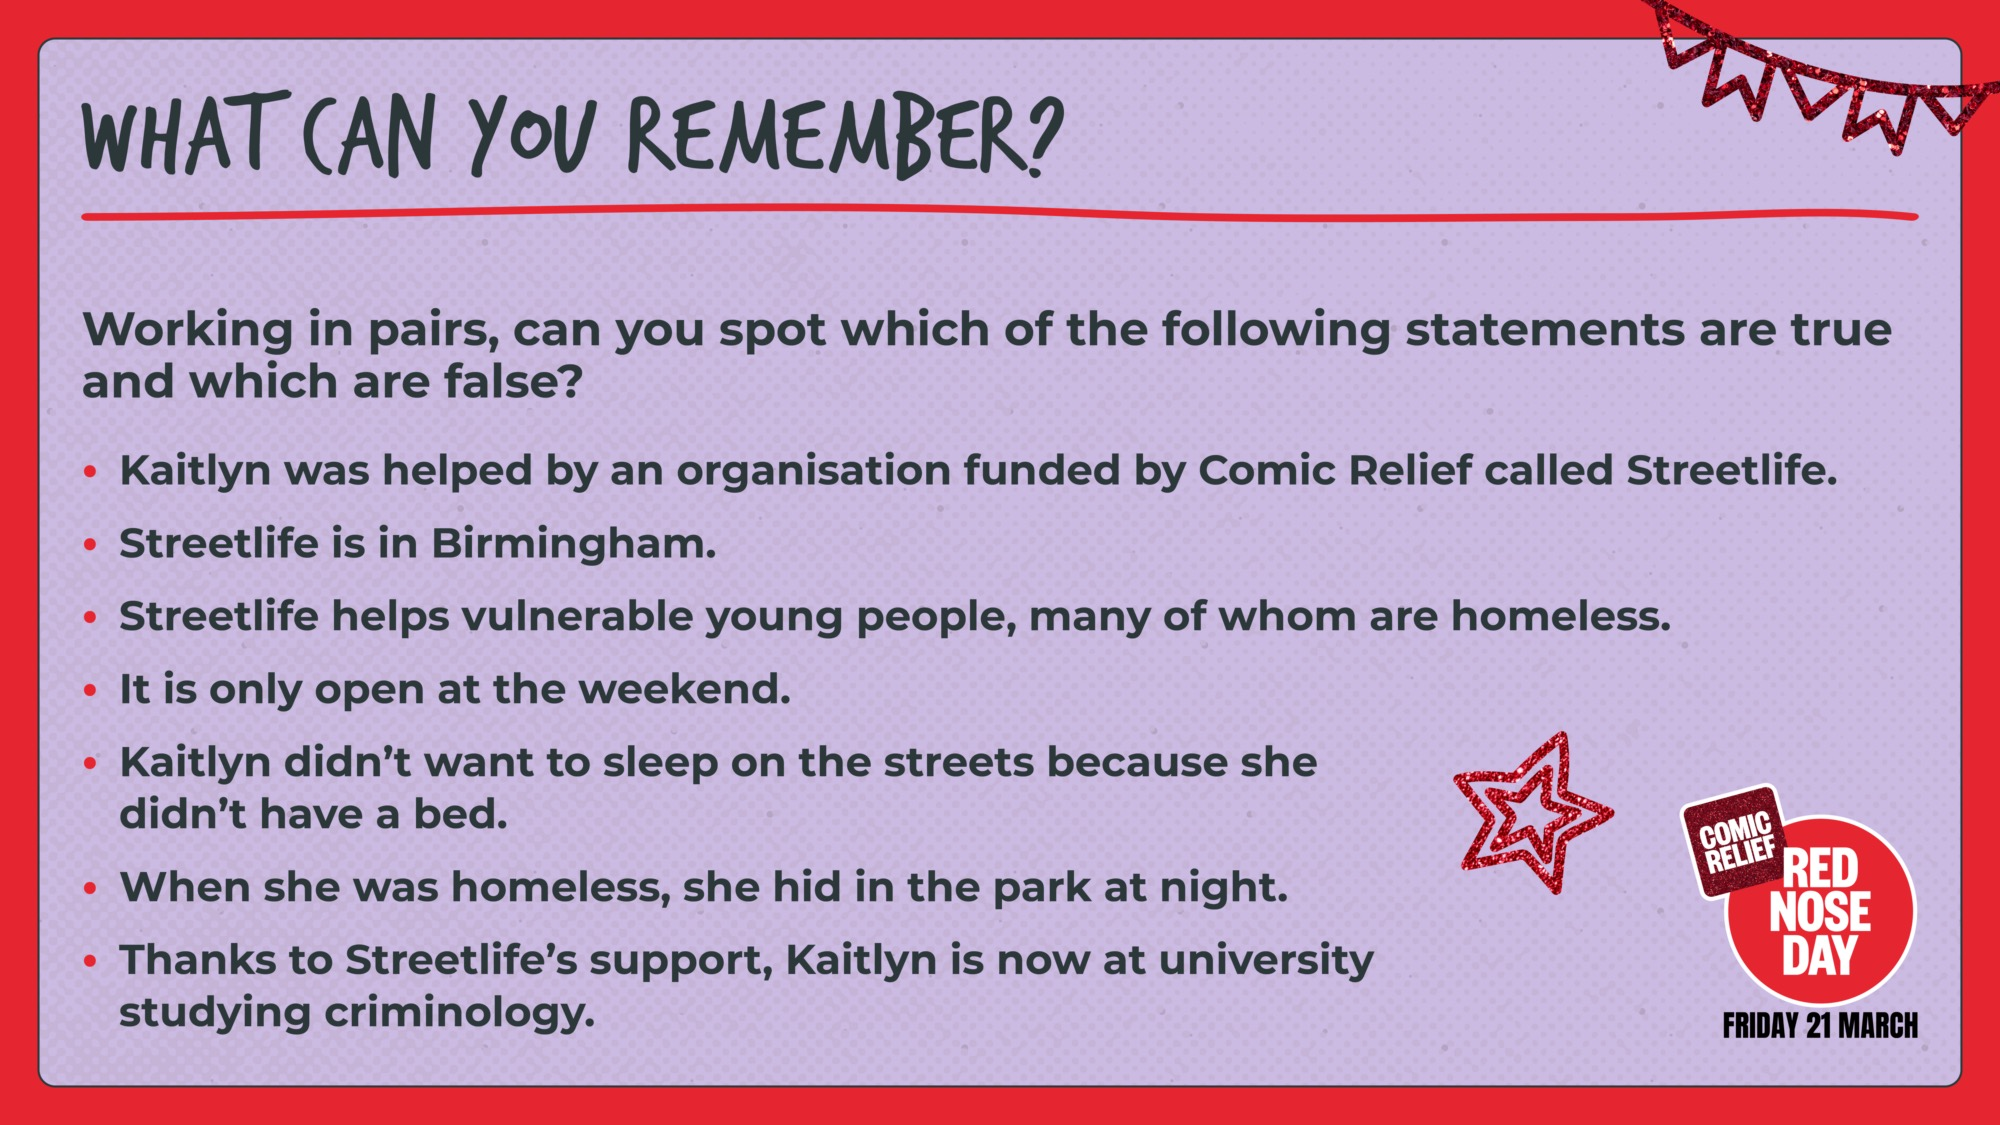 WHAT CAN YOU REMEMBER?
Working in pairs, can you spot which of the following statements are true
and which are false?
• Kaitlyn was helped by an organisation funded by Comic Relief called Streetlife.
• Streetlife is in Birmingham.
• Streetlife helps vulnerable young people, many of whom are homeless.
• It is only open at the weekend.
• Kaitlyn didn’t want to sleep on the streets because she
didn’t have a bed.
• When she was homeless, she hid in the park at night.
• Thanks to Streetlife’s support, Kaitlyn is now at university
studying criminology.
COMIC
RELIEF
RED
NOSE
DAY
FRIDAY 21 MARCH